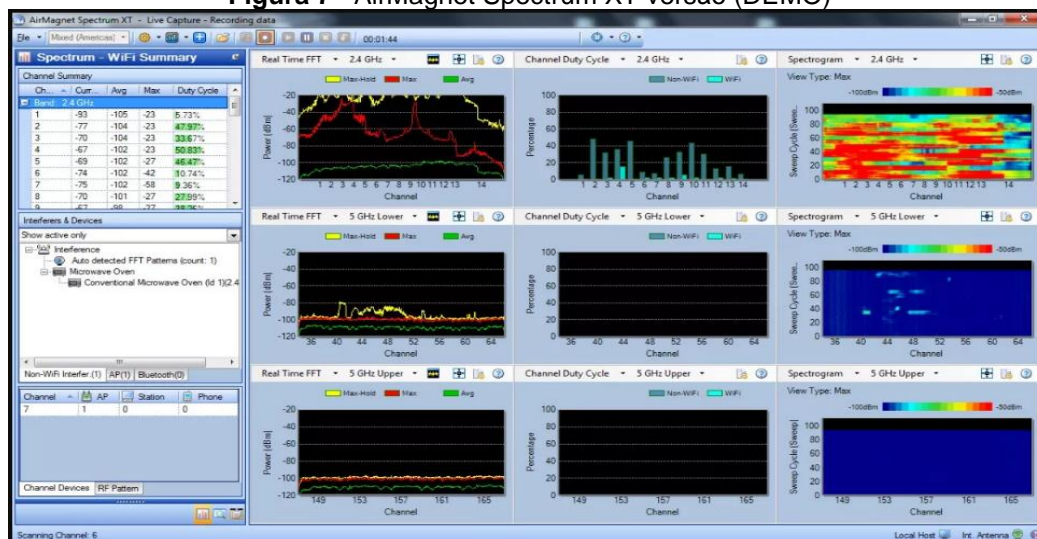 Figura 7 - AirMagnet Spectrum XT Versão (DEMO)
AirMagnet Spectrum XT - Live Capture - Recording data
File Mixed (Americas) 00:01:44
Spectrum - WiFi Summary
Channel Summary
Ch... Curr... Avg Max Duty Cycle
Band: 2.4 GHz
1 -93 -105 -23 5.73%
2 -77 -104 -23 47.97%
3 -70 -104 -23 33.67%
4 -67 -102 -23 50.83%
5 -69 -102 -27 46.47%
6 -74 -102 -42 10.74%
7 -75 -102 -58 9.36%
8 -70 -101 -27 27.99%
9 -67 -98 -27
Interferers & Devices
Show active only
Interference
Auto detected FFT Patterns (count: 1)
Microwave Oven
Conventional Microwave Oven (Id 1)(2.4
Non-WiFi Interfer.(1) AP(1) Bluetooth(0)
Channel AP Station Phone
7 1 0 0
Channel Devices RF Pattern
Real Time FFT 2.4 GHz
Max-Hold Max Avg
Power (dBm)
-20
-40
-60
-80
-100
-120
1 2 3 4 5 6 7 8 9 10 11 12 13 14
Channel
Channel Duty Cycle 2.4 GHz
Non-WiFi WiFi
Percentage
100
80
60
40
20
0
1 2 3 4 5 6 7 8 9 10 11 12 13 14
Channel
Spectrogram 2.4 GHz
View Type: Max
-100dBm -50dBm
Sweep Cycle (Swee...
100
80
60
40
20
0
1 2 3 4 5 6 7 8 9 10 11 12 13 14
Channel
Real Time FFT 5 GHz Lower
Max-Hold Max Avg
Power (dBm)
-20
-40
-60
-80
-100
-120
36 40 44 48 52 56 60 64
Channel
Channel Duty Cycle 5 GHz Lower
Non-WiFi WiFi
Percentage
100
80
60
40
20
0
36 40 44 48 52 56 60 64
Channel
Spectrogram 5 GHz Lower
View Type: Max
-100dBm -50dBm
Sweep Cycle (Swee...
100
80
60
40
20
0
36 40 44 48 52 56 60 64
Channel
Real Time FFT 5 GHz Upper
Max-Hold Max Avg
Power (dBm)
-20
-40
-60
-80
-100
-120
149 153 157 161 165
Channel
Channel Duty Cycle 5 GHz Upper
Non-WiFi WiFi
Percentage
100
80
60
40
20
0
149 153 157 161 165
Channel
Spectrogram 5 GHz Upper
View Type: Max
-100dBm -50dBm
Sweep Cycle (Sweep)
100
80
60
40
20
0
149 153 157 161 165
Channel
Scanning Channel: 6
Local Host Int. Antenna